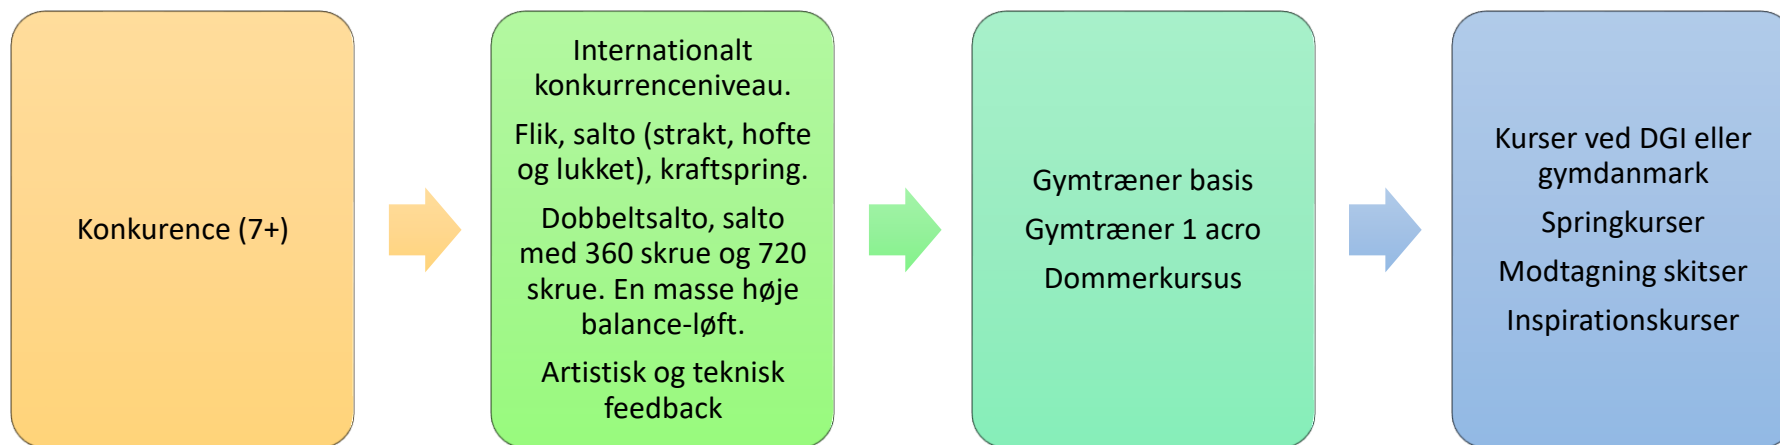 Konkurence (7+)
Internationalt
konkurrenceniveau.
Flik, salto (strakt, hofte
og lukket), kraftspring.
Dobbeltsalto, salto
med 360 skrue og 720
skrue. En masse høje
balance-løft.
Artistisk og teknisk
feedback
Gymtræner basis
Gymtræner 1 acro
Dommerkursus
Kurser ved DGI eller
gymdanmark
Springkurser
Modtagning skitser
Inspirationskurser